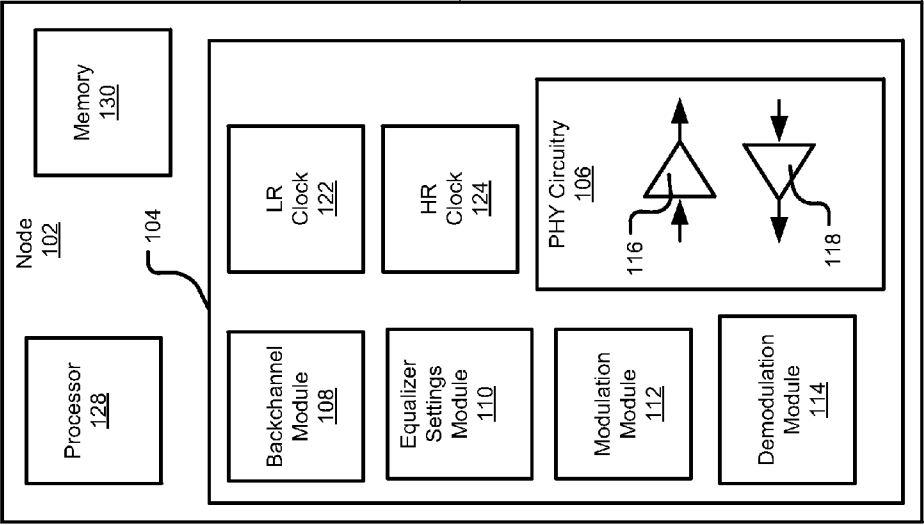 Node
102
Processor
128
Memory
130
104
Backchannel
Module
108
LR
Clock
122
Equalizer
Settings
Module
110
HR
Clock
124
Modulation
Module
112
PHY Circuitry
106
116
Demodulation
Module
114
118